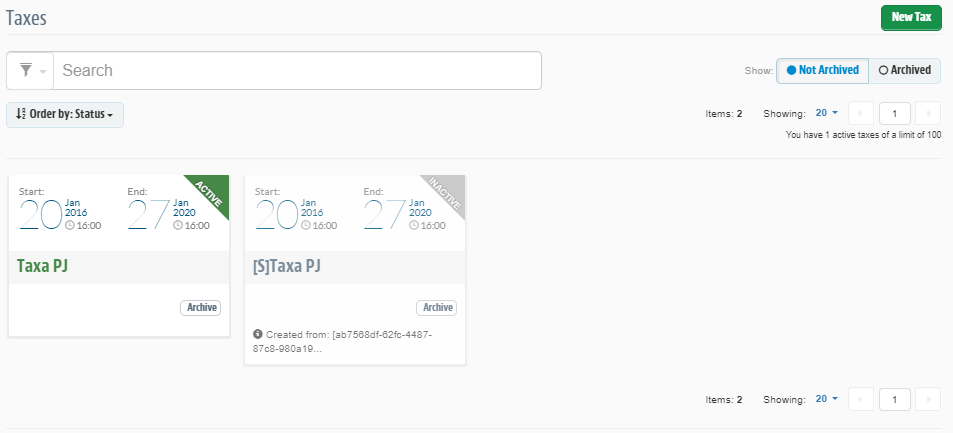 Taxes
New Tax
Search
Show: Not Archived Archived
Order by: Status
Items: 2 Showing: 20 « 1 »
You have 1 active taxes of a limit of 100
Start: End: ACTIVE
20 Jan 2016 16:00 27 Jan 2020 16:00
Taxa PJ
Archive
Start: End: INACTIVE
20 Jan 2016 16:00 27 Jan 2020 16:00
[S]Taxa PJ
Archive
Created from: [ab7568df-62fc-4487-
87c8-980a19...
Items: 2 Showing: 20 « 1 »